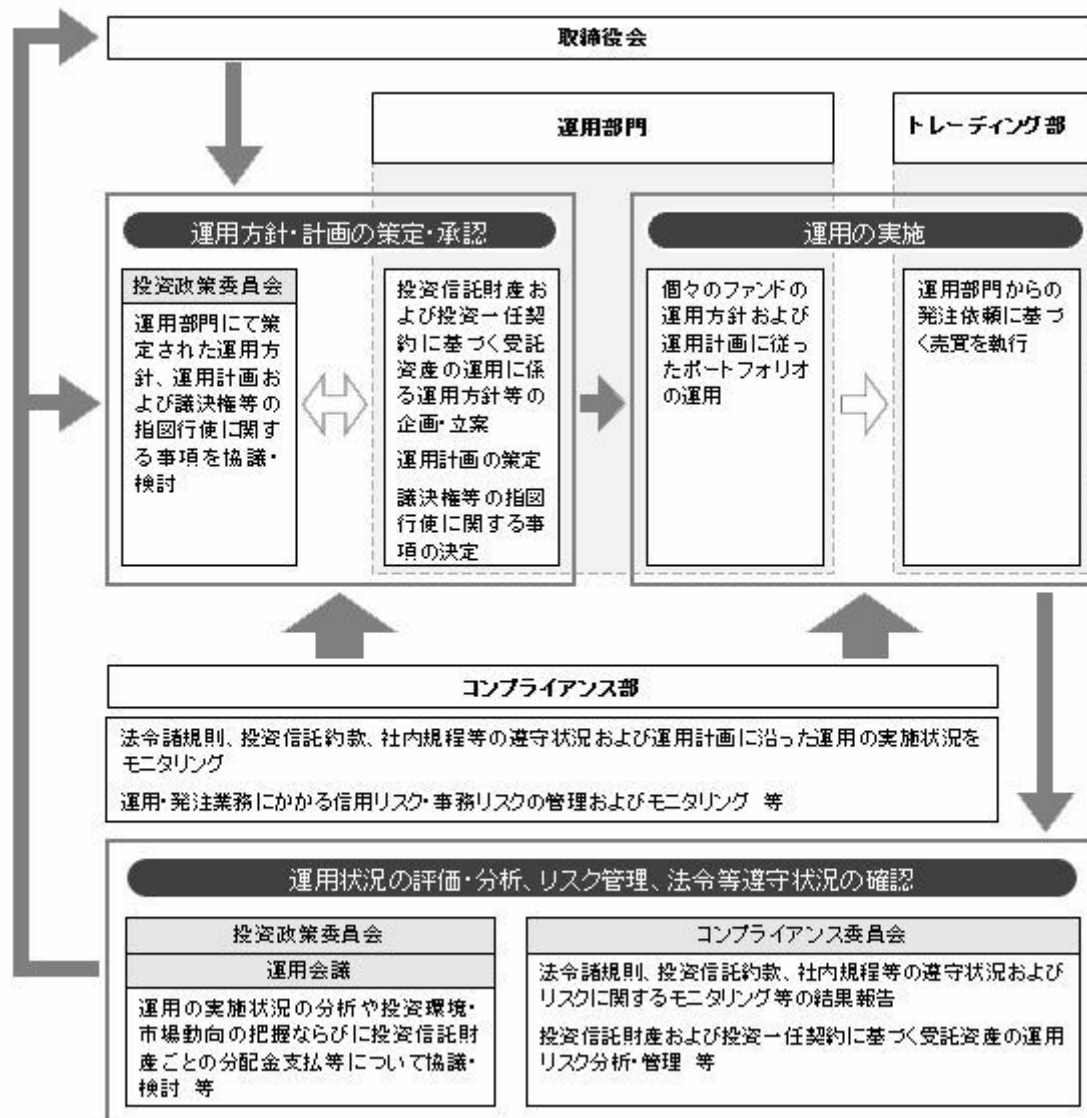 取締役会
運用部門
トレーディング部
運用方針・計画の策定・承認
投資政策委員会
運用部門にて策
定された運用方
針、運用計画お
よび議決権等の
指図行使に関す
る事項を協議・
検討
投資信託財産お
よび投資一任契
約に基づく受託
資産の運用に係
る運用方針等の
企画・立案
運用計画の策定
議決権等の指図
行使に関する事
項の決定
運用の実施
個々のファンドの
運用方針および
運用計画に従っ
たポートフォリオ
の運用
運用部門からの
発注依頼に基づ
く売買を執行
コンプライアンス部
法令諸規則、投資信託約款、社内規程等の遵守状況および運用計画に沿った運用の実施状況を
モニタリング
運用・発注業務にかかる信用リスク・事務リスクの管理およびモニタリング 等
運用状況の評価・分析、リスク管理、法令等遵守状況の確認
投資政策委員会
運用会議
運用の実施状況の分析や投資環境・
市場動向の把握ならびに投資信託財
産ごとの分配金支払等について協議・
検討 等
コンプライアンス委員会
法令諸規則、投資信託約款、社内規程等の遵守状況および
リスクに関するモニタリング等の結果報告
投資信託財産および投資一任契約に基づく受託資産の運用
リスク分析・管理 等